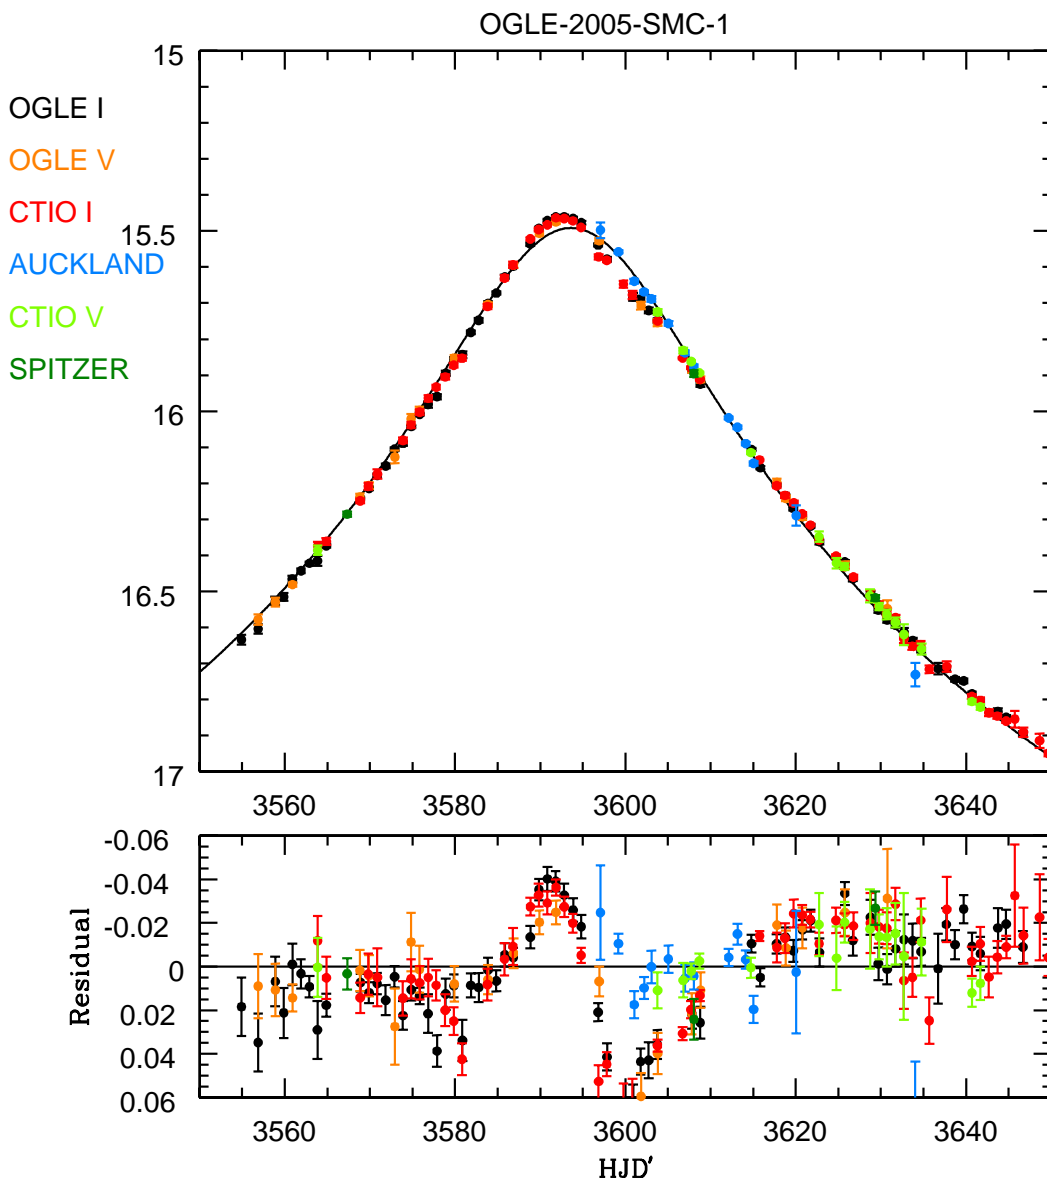 OGLE-2005-SMC-1
15
OGLE I
OGLE V
CTIO I
15.5
AUCKLAND
CTIO V
SPITZER
16
16.5
17
3560 3580 3600 3620 3640
-0.06
-0.04
-0.02
0
0.02
0.04
0.06
Residual
3560 3580 3600 3620 3640
HJD'